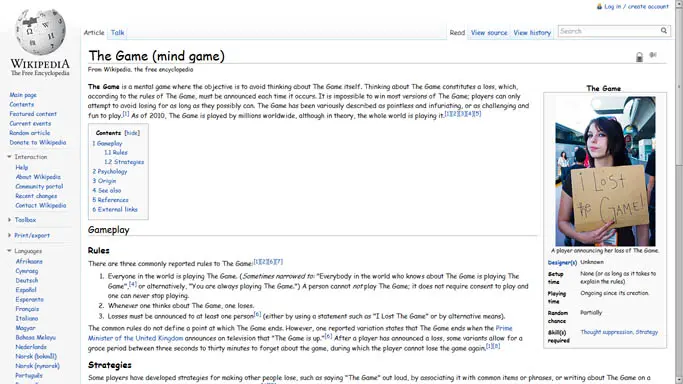 Log in / create account
Article Talk Read View source View history Search
WIKIPEDIA
The Free Encyclopedia
Main page
Contents
Featured content
Current events
Random article
Donate to Wikipedia
Interaction
Help
About Wikipedia
Community portal
Recent changes
Contact Wikipedia
Toolbox
Print/export
Languages
Afrikaans
Cymraeg
Deutsch
Español
Esperanto
Français
Italiano
Magyar
Bahasa Melayu
Nederlands
Norsk (bokmål)
Norsk (nynorsk)
Português
The Game (mind game)
From Wikipedia, the free encyclopedia
The Game is a mental game where the objective is to avoid thinking about The Game itself. Thinking about The Game constitutes a loss, which,
according to the rules of The Game, must be announced each time it occurs. It is impossible to win most versions of The Game; players can only
attempt to avoid losing for as long as they possibly can. The Game has been variously described as pointless and infuriating, or as challenging and
fun to play.[1] As of 2010, The Game is played by millions worldwide, although in theory, the whole world is playing it.[1][2][3][4][5]
Contents [hide]
1 Gameplay
1.1 Rules
1.2 Strategies
2 Psychology
3 Origin
4 See also
5 References
6 External links
Gameplay
Rules
There are three commonly reported rules to The Game:[1][2][6][7]
1. Everyone in the world is playing The Game. (Sometimes narrowed to: "Everybody in the world who knows about The Game is playing The
Game",[4] or alternatively, "You are always playing The Game.") A person cannot not play The Game; it does not require consent to play and
one can never stop playing.
2. Whenever one thinks about The Game, one loses.
3. Losses must be announced to at least one person[6] (either by using a statement such as "I Lost The Game" or by alternative means).
The common rules do not define a point at which The Game ends. However, one reported variation states that The Game ends when the Prime
Minister of the United Kingdom announces on television that "The Game is up."[6] After a player has announced a loss, some variants allow for a
grace period between three seconds to thirty minutes to forget about the game, during which the player cannot lose the game again.[1][8]
Strategies
Some players have developed strategies for making other people lose, such as saying "The Game" out loud, by associating it with common items or phrases, or writing about The Game on a
The Game
I LOST
the GAME!
A player announcing her loss of The Game.
Designer(s) Unknown
Setup time None (or as long as it takes to explain the rules)
Playing time Ongoing since its creation.
Random chance Partially
Skill(s) required Thought suppression, Strategy